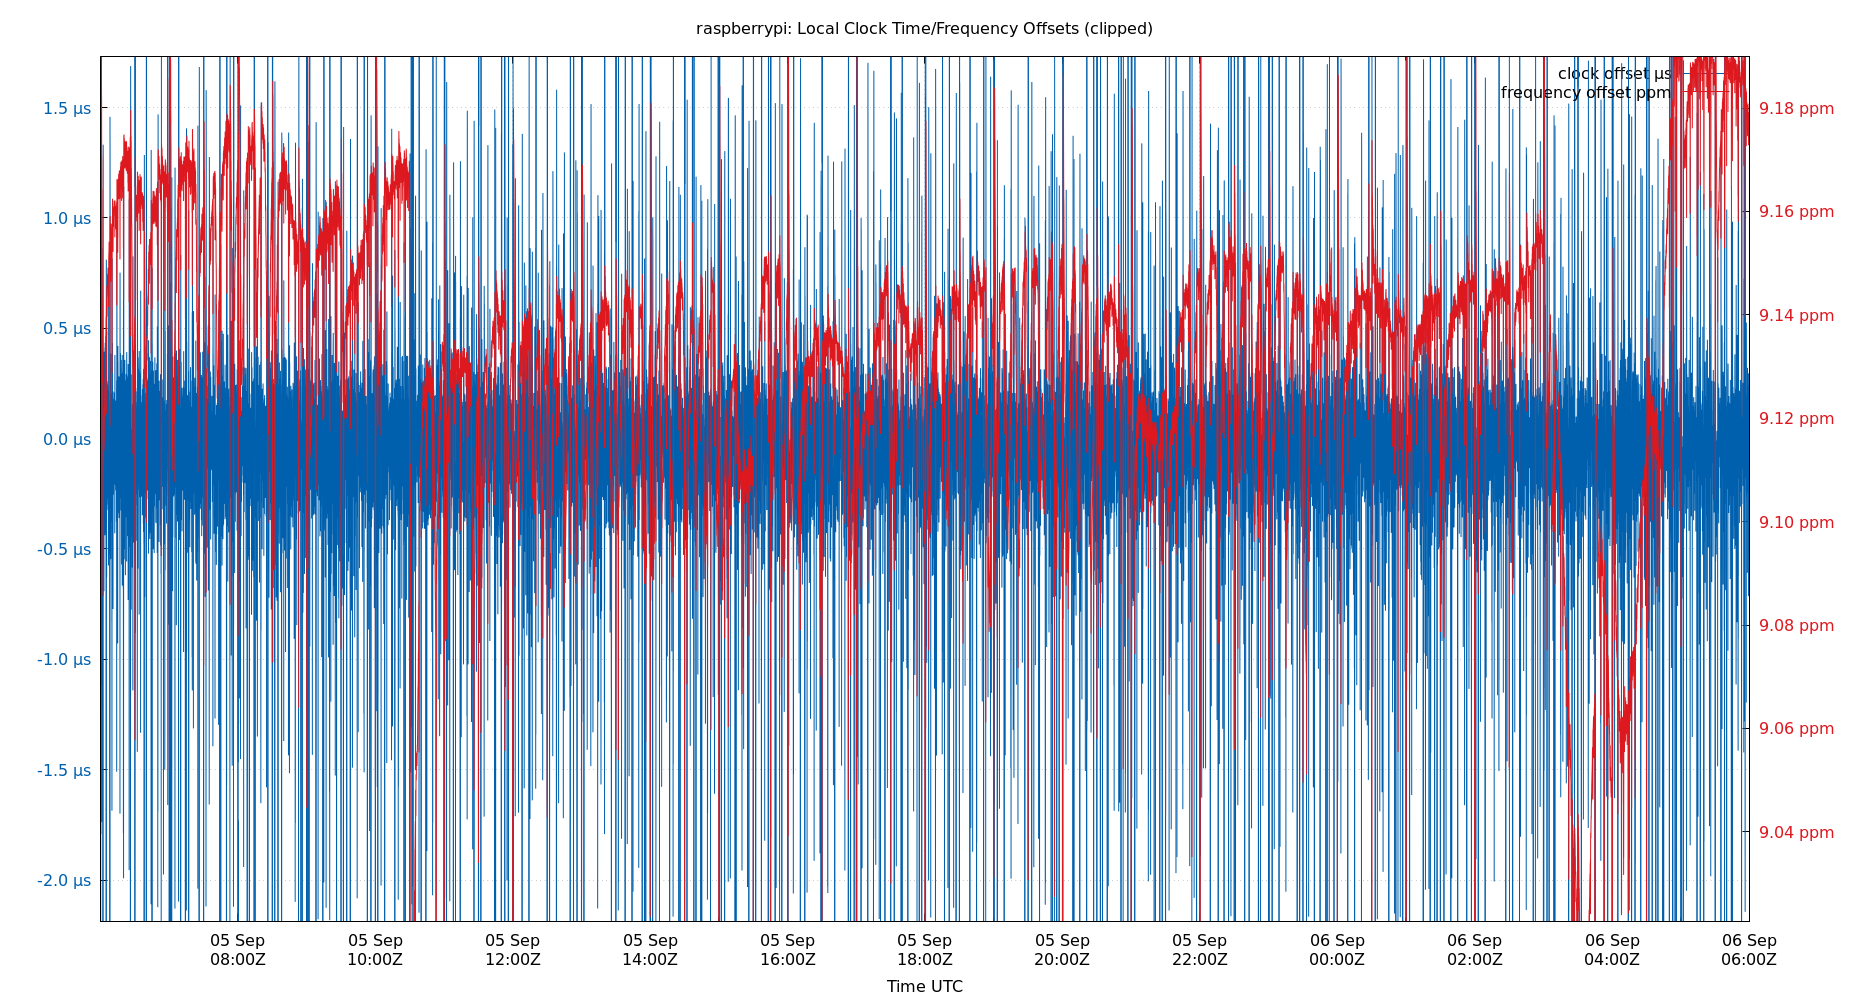 raspberrypi: Local Clock Time/Frequency Offsets (clipped)
clock offset µs
frequency offset ppm
1.5 µs
1.0 µs
0.5 µs
0.0 µs
-0.5 µs
-1.0 µs
-1.5 µs
-2.0 µs
9.18 ppm
9.16 ppm
9.14 ppm
9.12 ppm
9.10 ppm
9.08 ppm
9.06 ppm
9.04 ppm
05 Sep
08:00Z
05 Sep
10:00Z
05 Sep
12:00Z
05 Sep
14:00Z
05 Sep
16:00Z
05 Sep
18:00Z
05 Sep
20:00Z
05 Sep
22:00Z
06 Sep
00:00Z
06 Sep
02:00Z
06 Sep
04:00Z
06 Sep
06:00Z
Time UTC